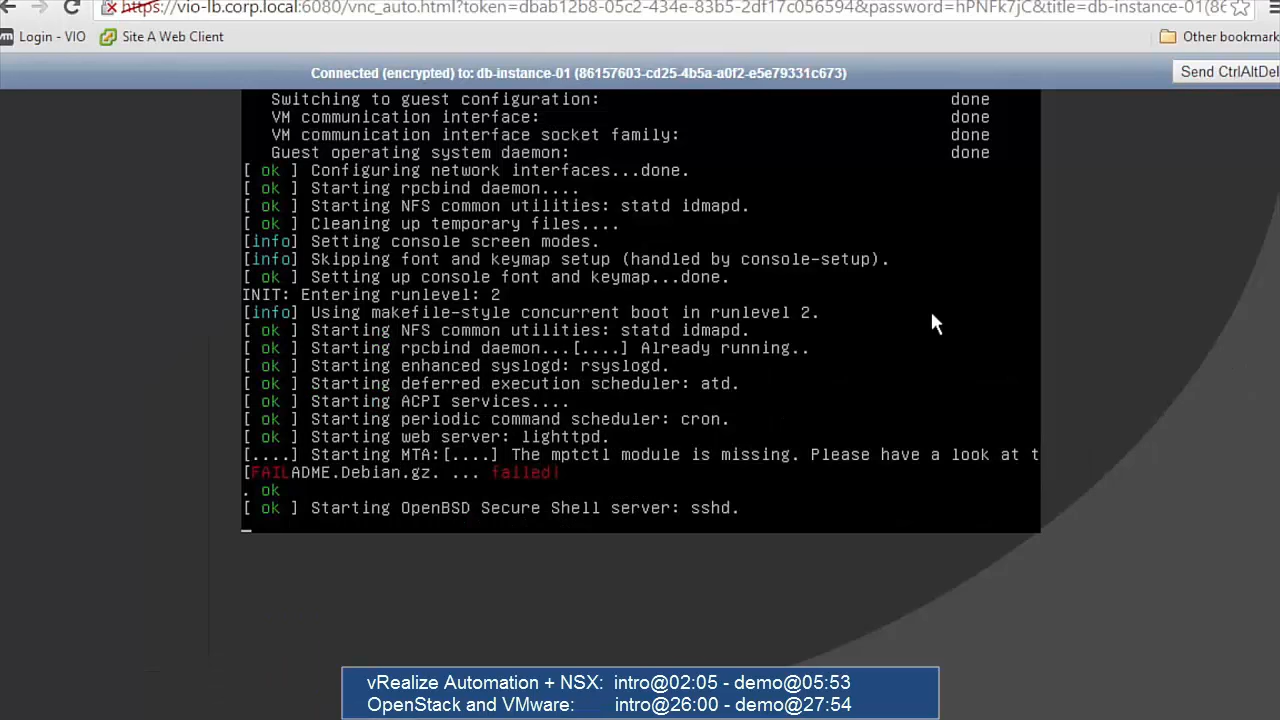 https://vio-lb.corp.local:6080/vnc_auto.html?token=dbab12b8-05c2-434e-83b5-2df17c056594&password=hPNFk7jC&title=db-instance-01(86
vm Login - VIO Site A Web Client Other bookmark
Connected (encrypted) to: db-instance-01 (86157603-cd25-4b5a-a0f2-e5e79331c673) Send CtrlAltDel
Switching to guest configuration: done
VM communication interface: done
VM communication interface socket family: done
Guest operating system daemon: done
[ ok ] Configuring network interfaces...done.
[ ok ] Starting rpcbind daemon....
[ ok ] Starting NFS common utilities: statd idmapd.
[ ok ] Cleaning up temporary files....
[info] Setting console screen modes.
[info] Skipping font and keymap setup (handled by console-setup).
[ ok ] Setting up console font and keymap...done.
INIT: Entering runlevel: 2
[info] Using makefile-style concurrent boot in runlevel 2.
[ ok ] Starting NFS common utilities: statd idmapd.
[ ok ] Starting rpcbind daemon...[....] Already running..
[ ok ] Starting enhanced syslogd: rsyslogd.
[ ok ] Starting deferred execution scheduler: atd.
[ ok ] Starting ACPI services....
[ ok ] Starting periodic command scheduler: cron.
[ ok ] Starting web server: lighttpd.
[....] Starting MTA:[....] The mptctl module is missing. Please have a look at t
[FAILADME.Debian.gz. ... failed!
. ok
[ ok ] Starting OpenBSD Secure Shell server: sshd.
vRealize Automation + NSX: intro@02:05 - demo@05:53
OpenStack and VMware: intro@26:00 - demo@27:54